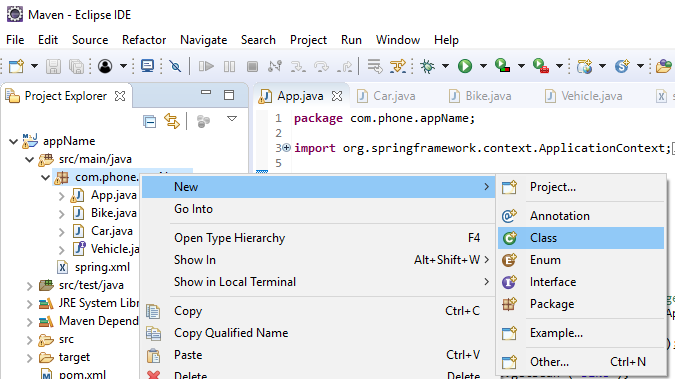 Maven - Eclipse IDE
File Edit Source Refactor Navigate Search Project Run Window Help
Project Explorer
appName
src/main/java
com.phone.
App.java
Bike.java
Car.java
Vehicle.java
spring.xml
src/test/java
JRE System Libr
Maven Depend
src
target
pom.xml
App.java Car.java Bike.java Vehicle.java s
1 package com.phone.appName;
2
3 import org.springframework.context.ApplicationContext;
5
New
Go Into
Open Type Hierarchy F4
Show In Alt+Shift+W
Show in Local Terminal
Copy Ctrl+C
Copy Qualified Name
Paste Ctrl+V
Delete Delete
Project...
Annotation
Class
Enum
Interface
Package
Example...
Other... Ctrl+N